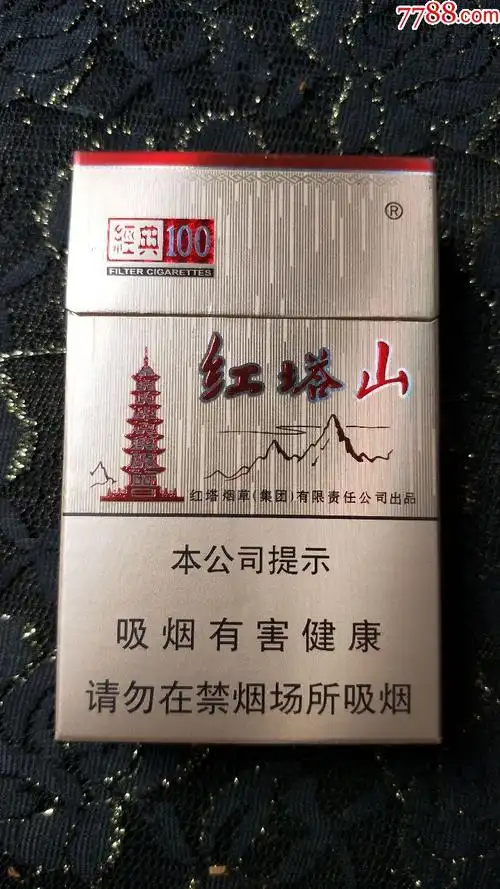 7788.com
經典100
FILTER CIGARETTES
®
红塔山
红塔烟草(集团)有限责任公司出品
本公司提示
吸烟有害健康
请勿在禁烟场所吸烟